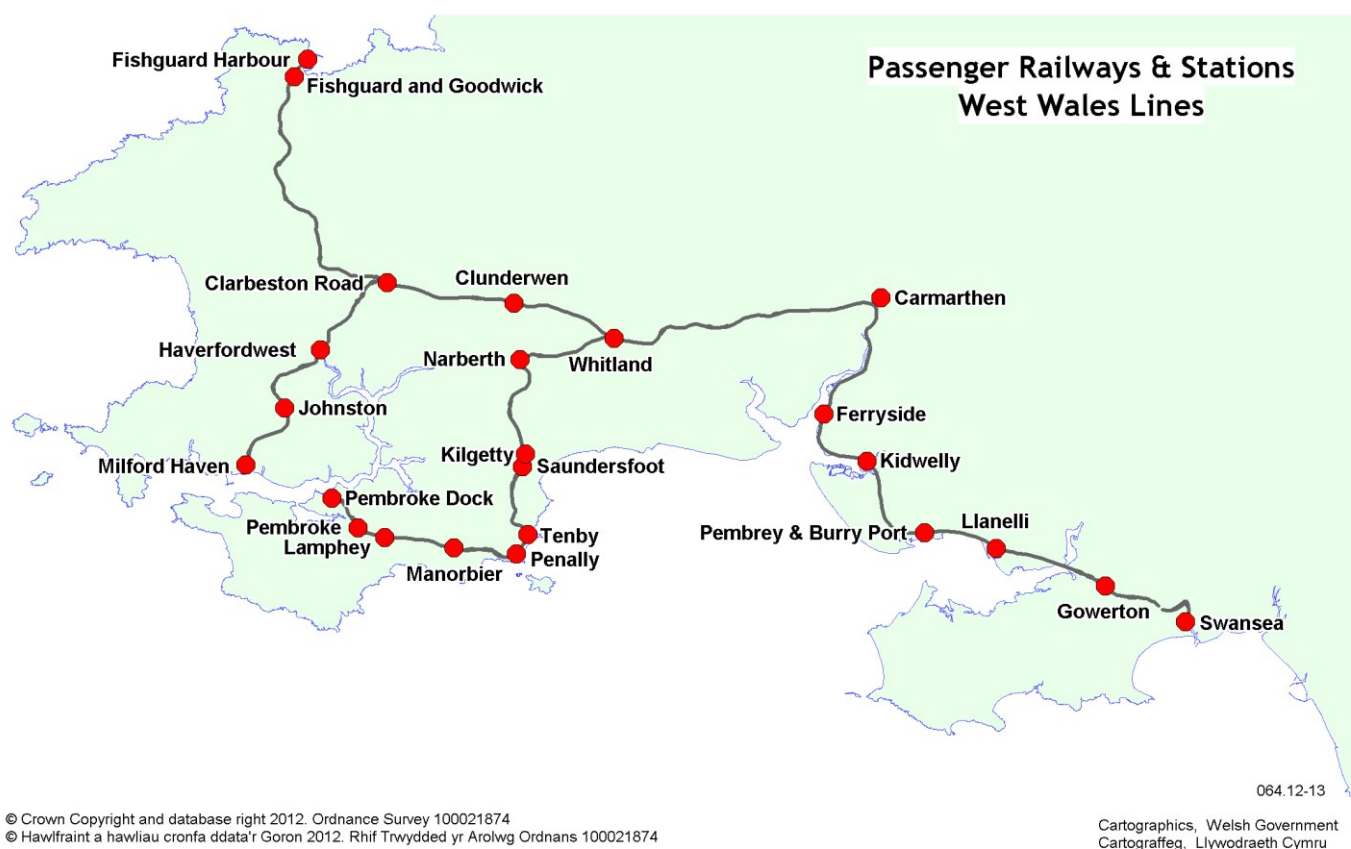 Passenger Railways & Stations
West Wales Lines
Fishguard Harbour
Fishguard and Goodwick
Clarbeston Road
Clunderwen
Carmarthen
Haverfordwest
Narberth
Whitland
Johnston
Ferryside
Milford Haven
Kilgetty
Saundersfoot
Kidwelly
Pembroke Dock
Pembroke
Lamphey
Manorbier
Tenby
Penally
Pembrey & Burry Port
Llanelli
Gowerton
Swansea
064.12-13
© Crown Copyright and database right 2012. Ordnance Survey 100021874
© Hawlfraint a hawliau cronfa ddata'r Goron 2012. Rhif Trwydded yr Arolwg Ordnans 100021874
Cartographics, Welsh Government
Cartograffeg, Llywodraeth Cymru